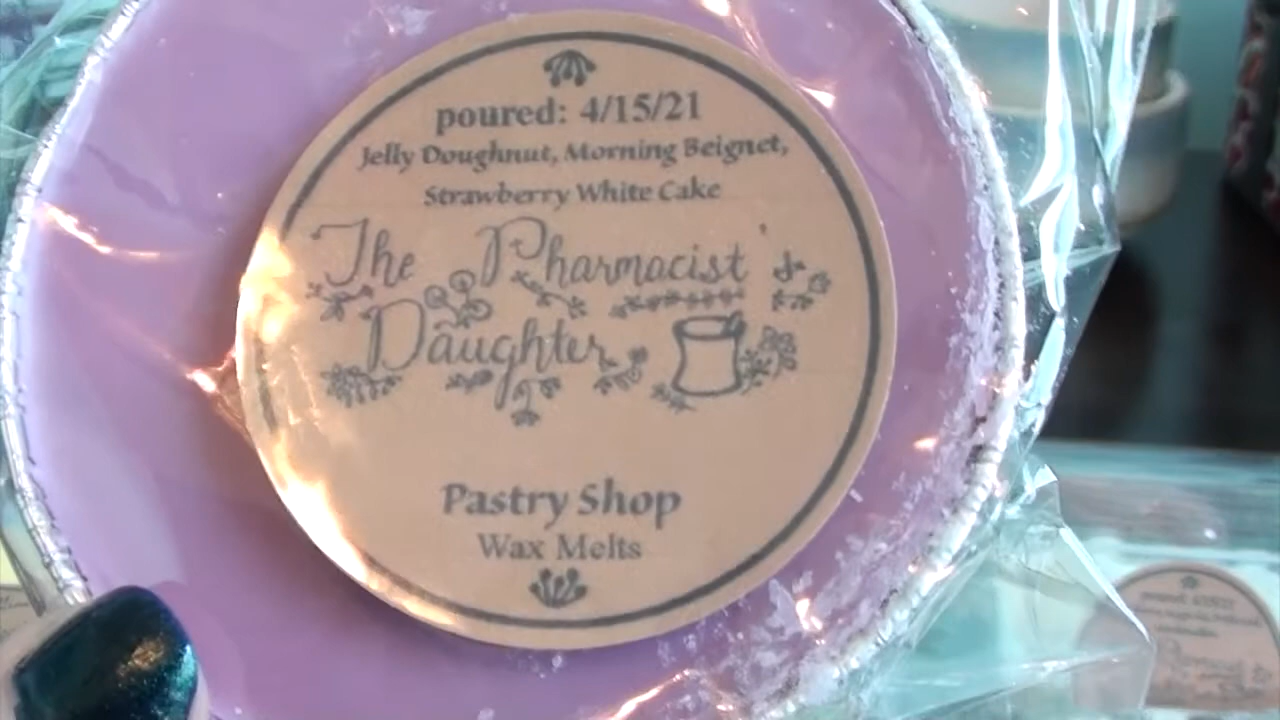 poured: 4/15/21
Jelly Doughnut, Morning Beignet,
Strawberry White Cake
The Pharmacist
Daughter
Pastry Shop
Wax Melts